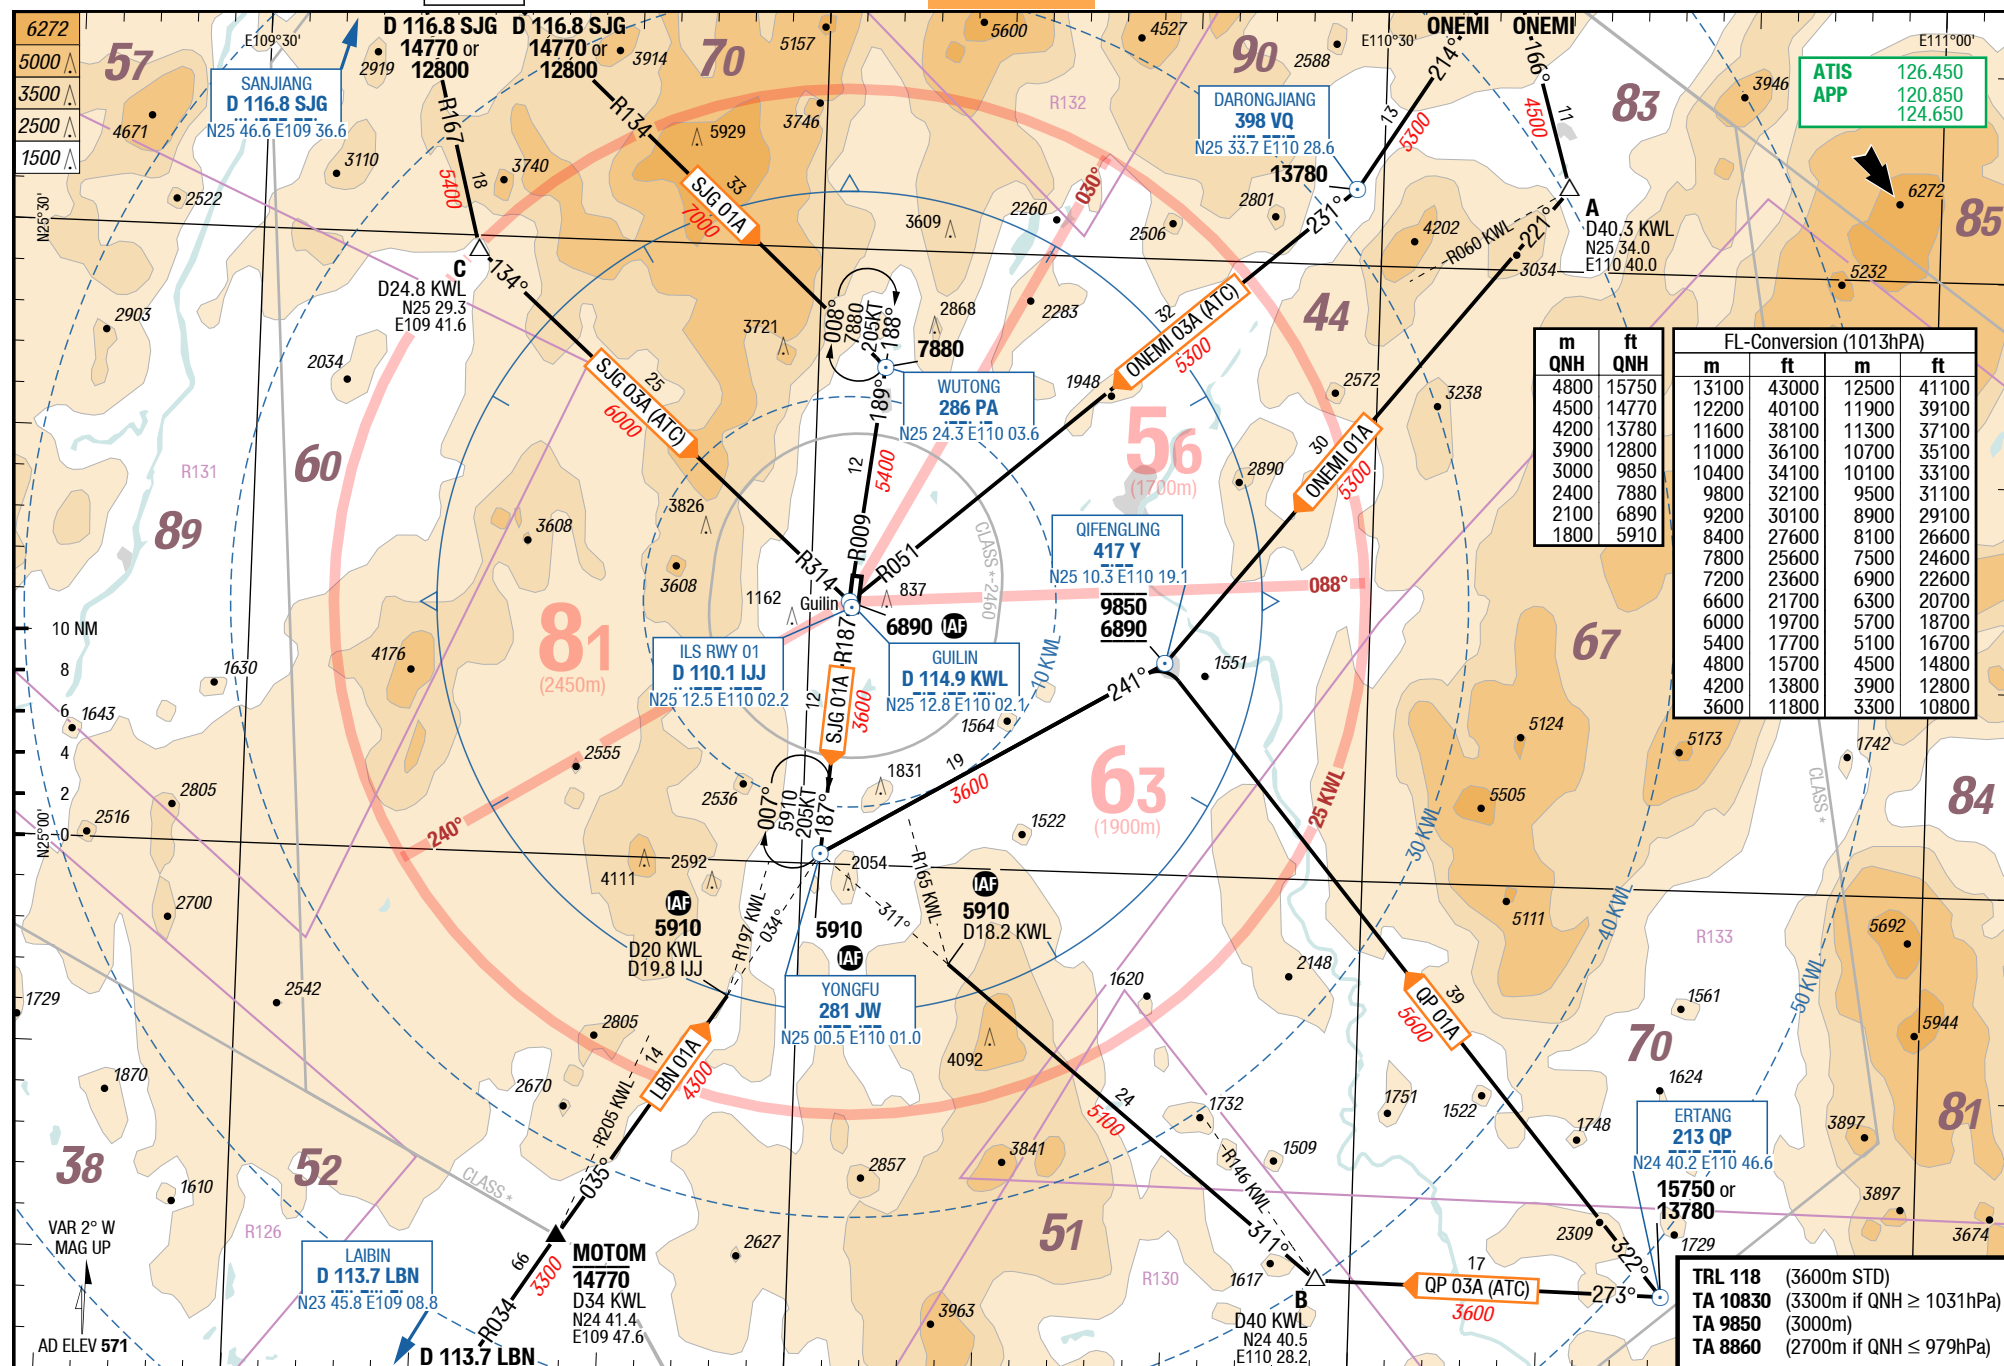 6272
5000
3500
2500
1500
57
E109°30'
2919
SANJIANG
D 116.8 SJG
N25 46.6 E109 36.6
D 116.8 SJG
14770 or
12800
D 116.8 SJG
14770 or
12800
3914
70
5157
5600
4527
90
2588
E110°30'
ONEMI
ONEMI
214°
166°
11
4500
13
5300
83
3946
E111°00'
ATIS 126.450
APP 120.850
124.650
6272
85
5232
4671
3110
2522
N25°30'
R167
18
5400
3740
R134
5929
3746
33
SJG 01A
7000
R132
030°
DARONGJIANG
398 VQ
N25 33.7 E110 28.6
13780
2801
231°
4202
R060 KWL
221°
3034
A
D40.3 KWL
N25 34.0
E110 40.0
2260
2506
3609
C
D24.8 KWL
N25 29.3
E109 41.6
134°
2903
2034
3721
008°
7880
205KT
188°
2868
2283
7880
32
ONEMI 03A (ATC)
5300
44
WUTONG
286 PA
N25 24.3 E110 03.6
1948
189°
25
SJG 03A (ATC)
6000
2572
3238
56
(1700m)
30
ONEMI 01A
5300
2890
m ft
QNH QNH
4800 15750
4500 14770
4200 13780
3900 12800
3000 9850
2400 7880
2100 6890
1800 5910
FL-Conversion (1013hPA)
m ft m ft
13100 43000 12500 41100
12200 40100 11900 39100
11600 38100 11300 37100
11000 36100 10700 35100
10400 34100 10100 33100
9800 32100 9500 31100
9200 30100 8900 29100
8400 27600 8100 26600
7800 25600 7500 24600
7200 23600 6900 22600
6600 21700 6300 20700
6000 19700 5700 18700
5400 17700 5100 16700
4800 15700 4500 14800
4200 13800 3900 12800
3600 11800 3300 10800
60
R131
89
3608
3826
3608
12
5400
R009
R051
R314
CLASS *-2460
QIFENGLING
417 Y
N25 10.3 E110 19.1
9850
6890
088°
1162
Guilin
837
6890 IAF
81
(2450m)
ILS RWY 01
D 110.1 IJJ
N25 12.5 E110 02.2
GUILIN
D 114.9 KWL
N25 12.8 E110 02.1
10 KWL
R187
12
SJG 01A
3600
1564
241°
1551
67
10 NM
8
6
4
2
0
4176
1630
1643
2805
2516
N25°00'
240°
2555
2536
007°
5910
205KT
187°
1831
19
3600
63
(1900m)
1522
25 KWL
30 KWL
40 KWL
50 KWL
5124
5505
5111
5173
1742
CLASS *
84
2592
4111
2054
IAF
5910
D20 KWL
D19.8 IJJ
R197 KWL
034°
5910
IAF
311°
R165 KWL
IAF
5910
D18.2 KWL
YONGFU
281 JW
N25 00.5 E110 01.0
2700
2542
1729
2805
14
LBN 01A
4300
2670
R205 KWL
035°
4092
1620
2148
39
QP 01A
5600
R133
1561
70
5692
5944
1870
38
52
1610
CLASS *
R126
24
5100
1732
1509
1751
1522
1748
1624
3897
81
3897
3674
ERTANG
213 QP
N24 40.2 E110 46.6
15750 or
13780
1729
2309
322°
3841
2857
51
R146 KWL
311°
R130
1617
B
D40 KWL
N24 40.5
E110 28.2
17
QP 03A (ATC)
3600
273°
VAR 2° W
MAG UP
AD ELEV 571
LAIBIN
D 113.7 LBN
N23 45.8 E109 08.8
66
3300
R034
D 113.7 LBN
MOTOM
14770
D34 KWL
N24 41.4
E109 47.6
2627
3963
TRL 118 (3600m STD)
TA 10830 (3300m if QNH ≥ 1031hPa)
TA 9850 (3000m)
TA 8860 (2700m if QNH ≤ 979hPa)